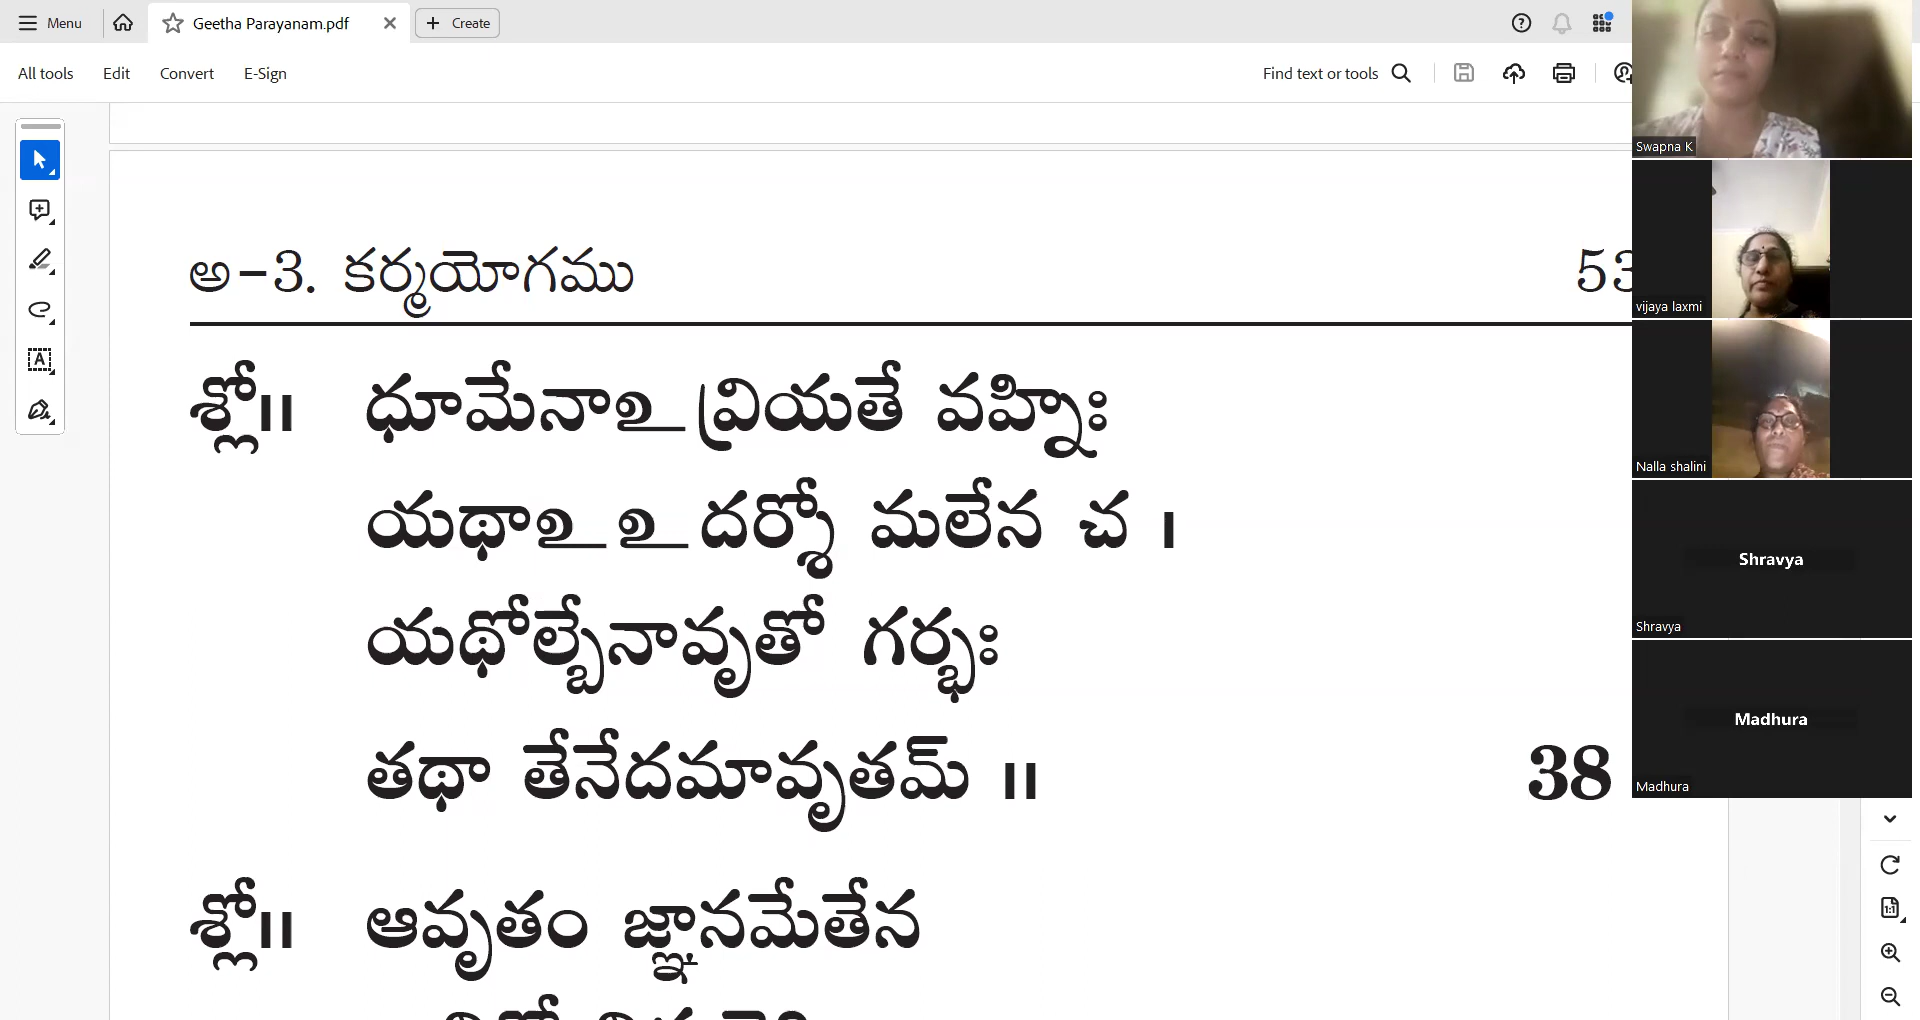 Menu
Geetha Parayanam.pdf
Create
All tools
Edit
Convert
E-Sign
Find text or tools
అ-3. కర్మయోగము 53
శ్లో॥ ధూమేనాఽఽవ్రియతే వహ్నిః
యథాఽఽదర్శో మలేన చ ।
యథోల్బేనావృతో గర్భః
తథా తేనేదమావృతమ్ ॥ 38
శ్లో॥ ఆవృతం జ్ఞానమేతేన
Swapna K
vijaya laxmi
Nalla shalini
Shravya
Shravya
Madhura
Madhura